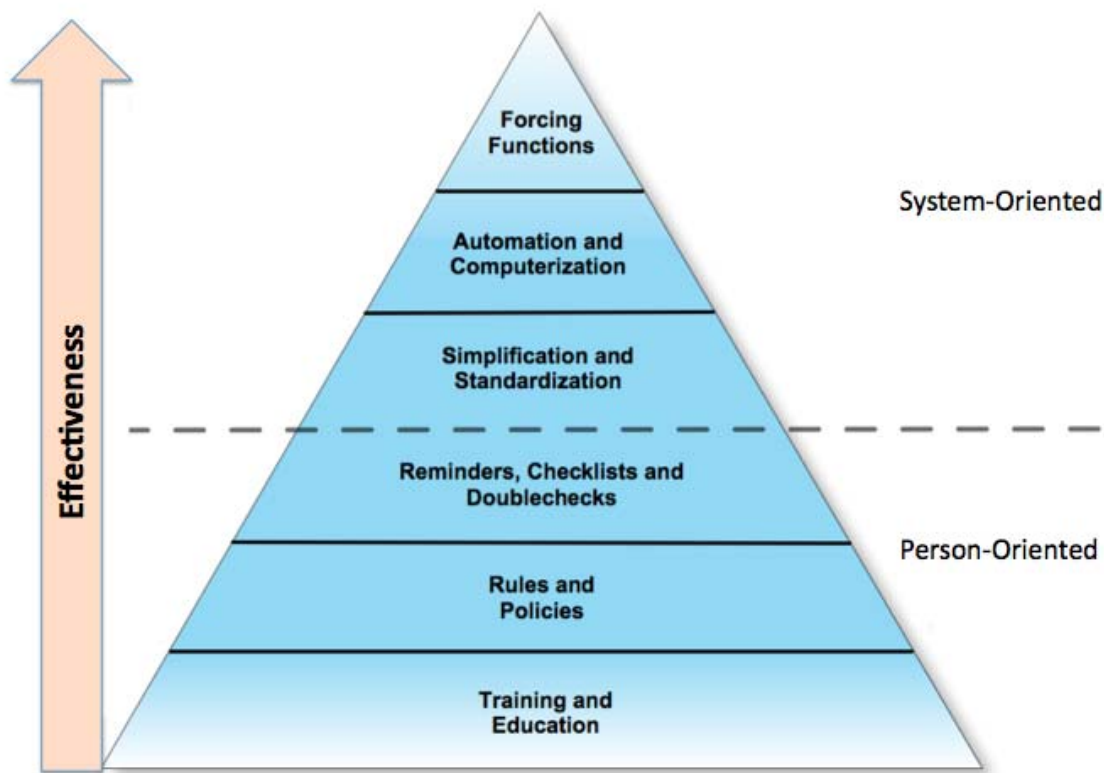 Forcing
Functions
System-Oriented
Automation and
Computerization
Simplification and
Standardization
Effectiveness
Reminders, Checklists and
Doublechecks
Person-Oriented
Rules and
Policies
Training and
Education